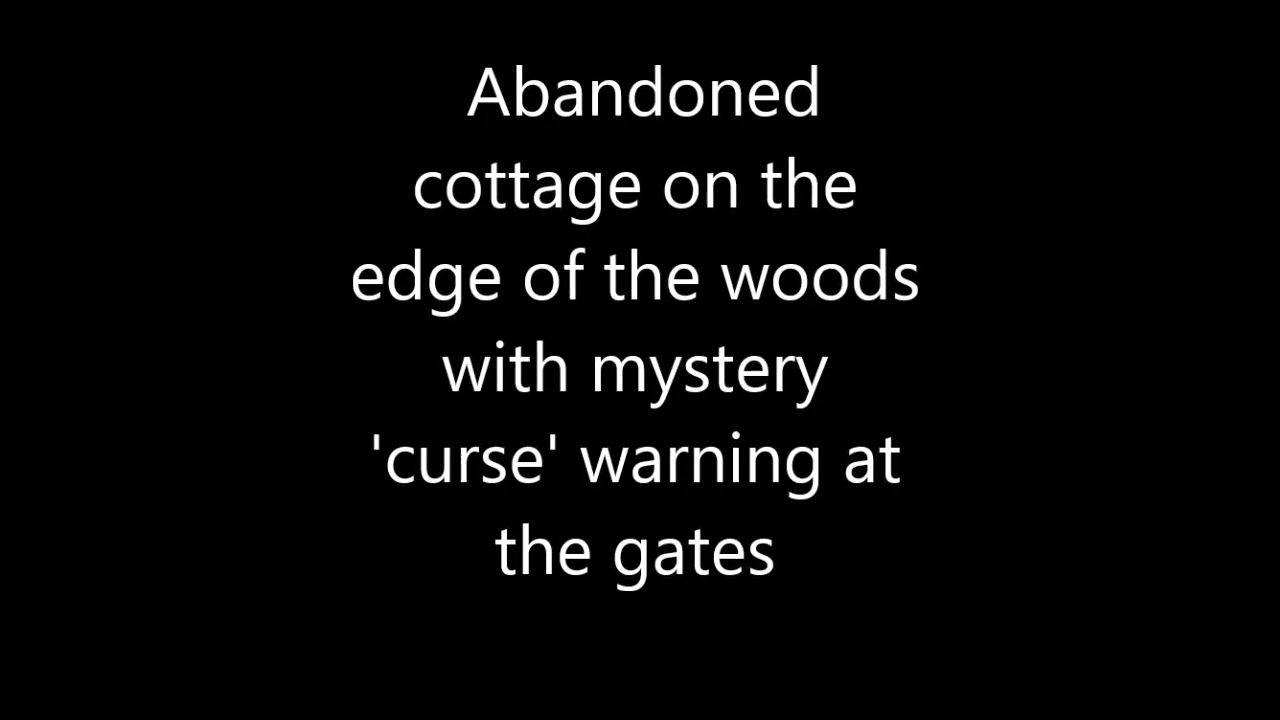 Abandoned
cottage on the
edge of the woods
with mystery
'curse' warning at
the gates